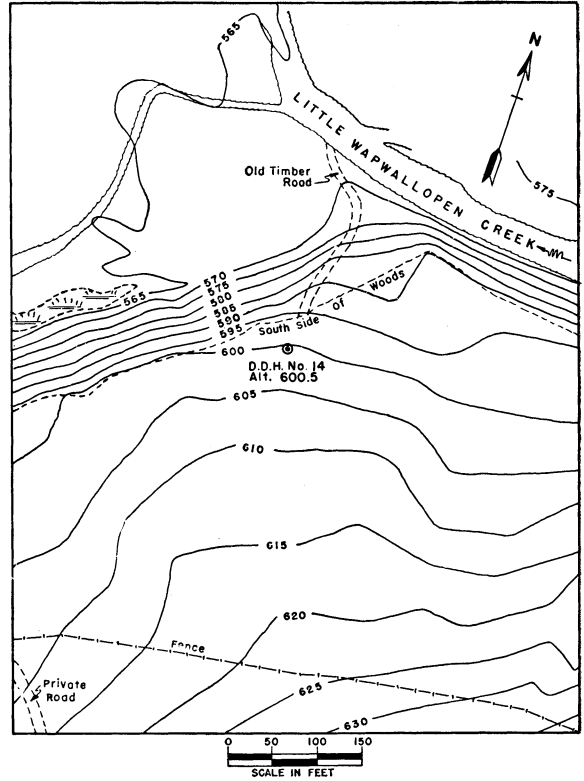 565
N
LITTLE WAPWALLOPEN CREEK
Old Timber
Road
575
570
575
580
585
590
595
565
South Side of Woods
600
D.D.H. No. 14
Alt. 600.5
605
610
615
620
Fence
625
Private
Road
630
0 50 100 150
SCALE IN FEET